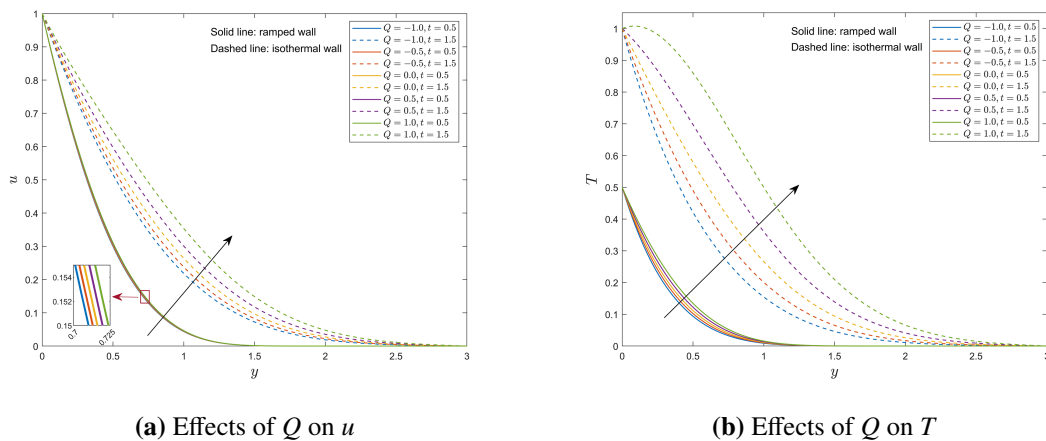 Solid line: ramped wall
Dashed line: isothermal wall
Q = −1.0, t = 0.5
Q = −1.0, t = 1.5
Q = −0.5, t = 0.5
Q = −0.5, t = 1.5
Q = 0.0, t = 0.5
Q = 0.0, t = 1.5
Q = 0.5, t = 0.5
Q = 0.5, t = 1.5
Q = 1.0, t = 0.5
Q = 1.0, t = 1.5
1
0.9
0.8
0.7
0.6
0.5
0.4
0.3
0.2
0.1
0
u
0.154
0.152
0.15
0.7
0.725
0 0.5 1 1.5 2 2.5 3
y
(a) Effects of Q on u
Solid line: ramped wall
Dashed line: isothermal wall
Q = −1.0, t = 0.5
Q = −1.0, t = 1.5
Q = −0.5, t = 0.5
Q = −0.5, t = 1.5
Q = 0.0, t = 0.5
Q = 0.0, t = 1.5
Q = 0.5, t = 0.5
Q = 0.5, t = 1.5
Q = 1.0, t = 0.5
Q = 1.0, t = 1.5
1.1
1
0.9
0.8
0.7
0.6
0.5
0.4
0.3
0.2
0.1
0
T
0 0.5 1 1.5 2 2.5 3
y
(b) Effects of Q on T